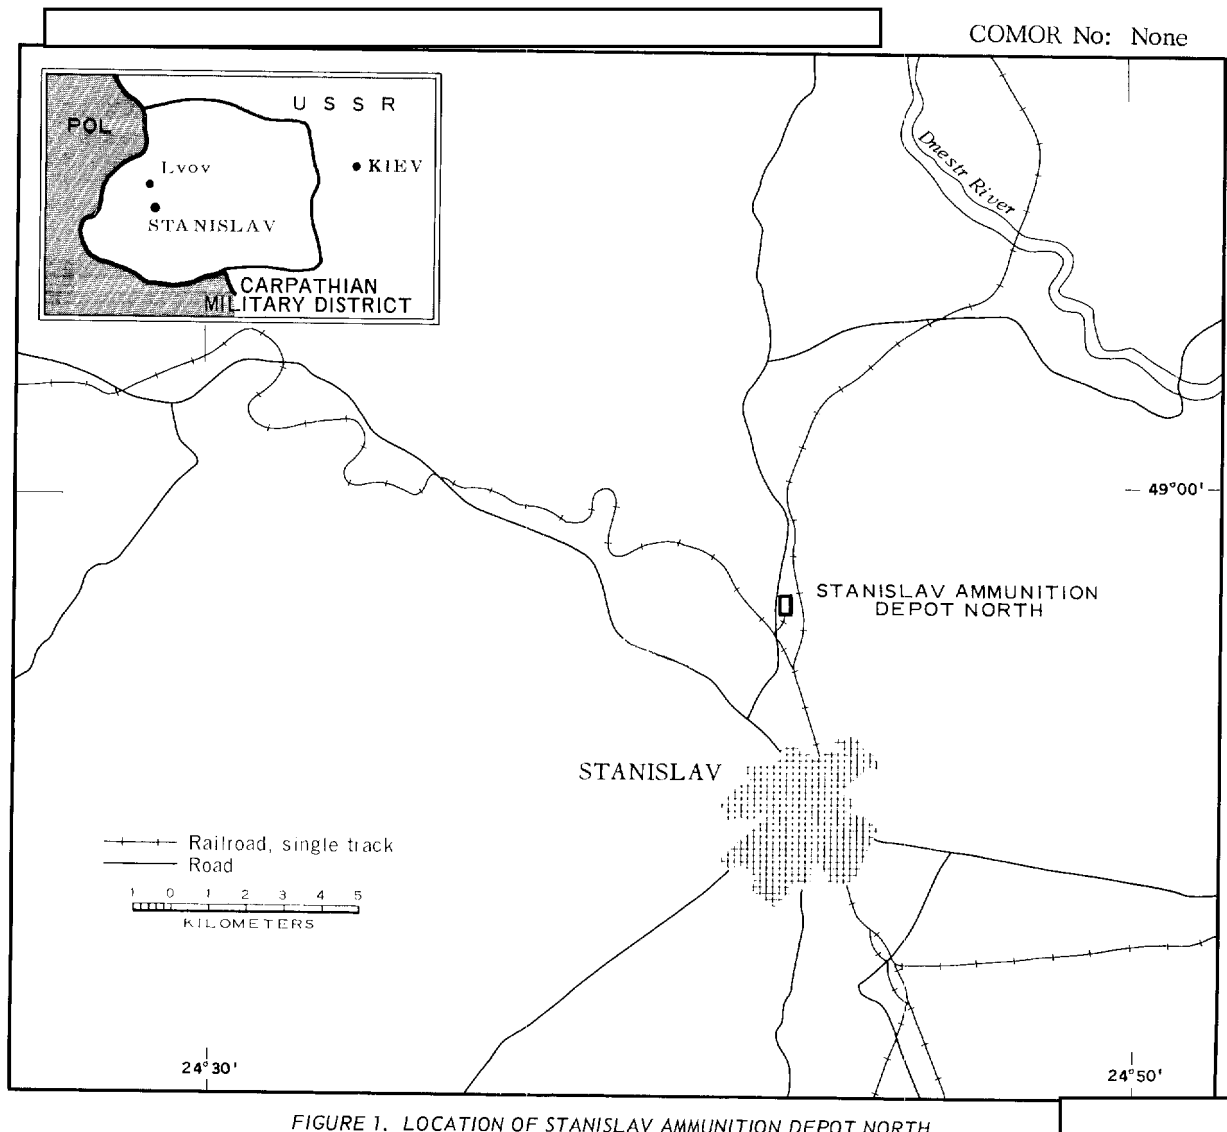 COMOR No: None
U S S R
POL
Lvov
KIEV
STANISLAV
CARPATHIAN
MILITARY DISTRICT
Dnestr River
49°00'
STANISLAV AMMUNITION
DEPOT NORTH
STANISLAV
Railroad, single track
Road
1 0 1 2 3 4 5
KILOMETERS
24°30'
24°50'
FIGURE 1. LOCATION OF STANISLAV AMMUNITION DEPOT NORTH